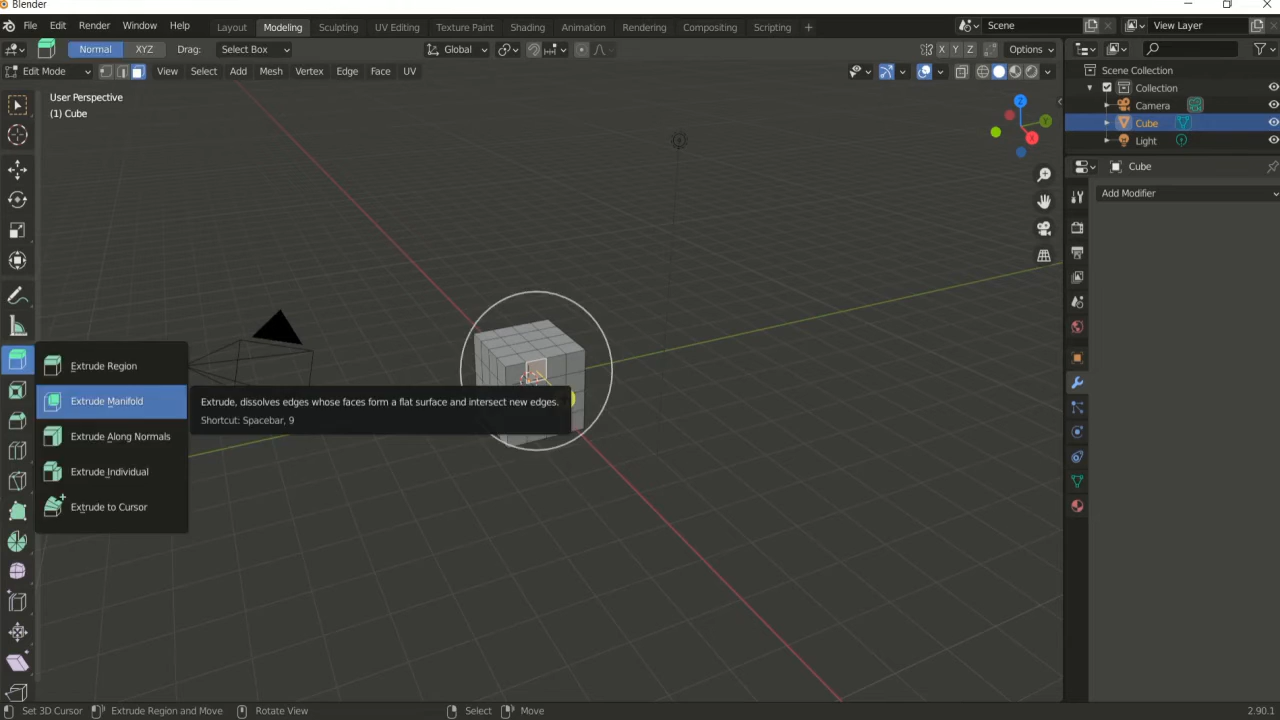 Blender
File Edit Render Window Help Layout Modeling Sculpting UV Editing Texture Paint Shading Animation Rendering Compositing Scripting + Scene View Layer
Normal XYZ Drag: Select Box Global Options
Edit Mode View Select Add Mesh Vertex Edge Face UV
User Perspective
(1) Cube
Z
Y
X
X Y Z
Scene Collection
Collection
Camera
Cube
Light
Cube
Add Modifier
Extrude Region
Extrude Manifold
Extrude Along Normals
Extrude Individual
Extrude to Cursor
Extrude, dissolves edges whose faces form a flat surface and intersect new edges.
Shortcut: Spacebar, 9
Set 3D Cursor Extrude Region and Move Rotate View Select Move 2.90.1